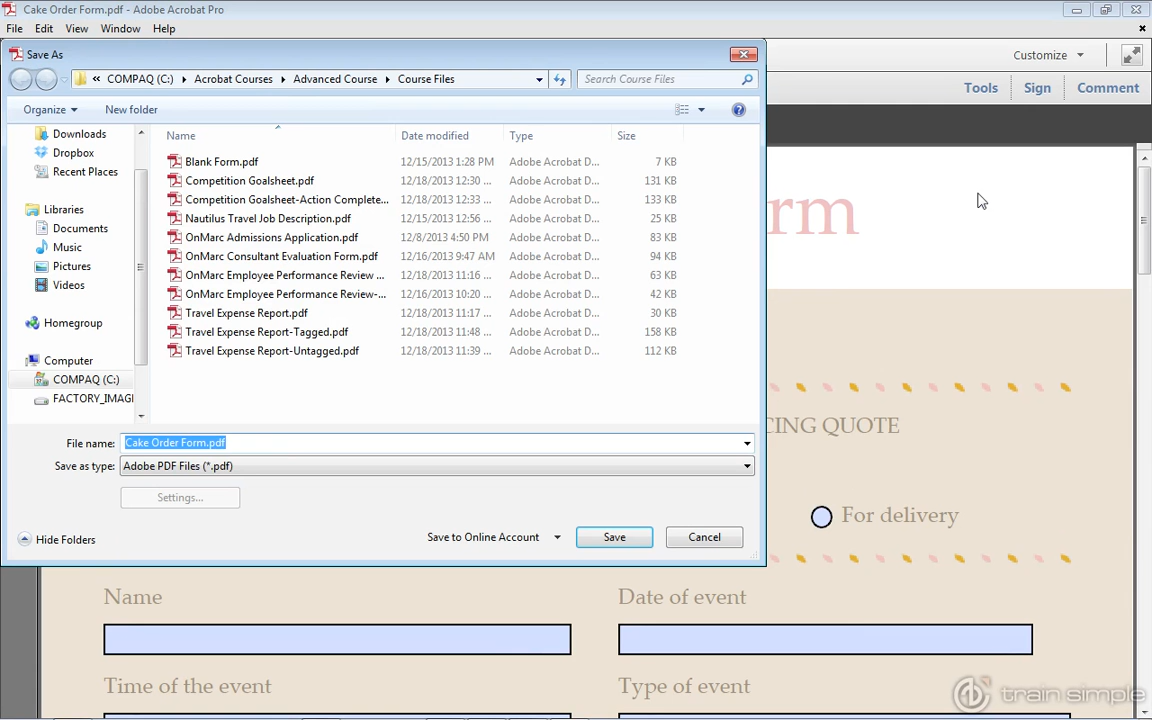 Cake Order Form.pdf - Adobe Acrobat Pro
File Edit View Window Help
Customize
Tools Sign Comment
Save As
« COMPAQ (C:) Acrobat Courses Advanced Course Course Files
Search Course Files
Organize New folder
Downloads
Dropbox
Recent Places
Libraries
Documents
Music
Pictures
Videos
Homegroup
Computer
COMPAQ (C:)
FACTORY_IMAG
Name Date modified Type Size
Blank Form.pdf 12/15/2013 1:28 PM Adobe Acrobat D... 7 KB
Competition Goalsheet.pdf 12/18/2013 12:30 ... Adobe Acrobat D... 131 KB
Competition Goalsheet-Action Complete... 12/18/2013 12:33 ... Adobe Acrobat D... 133 KB
Nautilus Travel Job Description.pdf 12/15/2013 12:56 ... Adobe Acrobat D... 25 KB
OnMarc Admissions Application.pdf 12/8/2013 4:50 PM Adobe Acrobat D... 83 KB
OnMarc Consultant Evaluation Form.pdf 12/16/2013 9:47 AM Adobe Acrobat D... 94 KB
OnMarc Employee Performance Review ... 12/18/2013 11:16 ... Adobe Acrobat D... 63 KB
OnMarc Employee Performance Review-... 12/16/2013 10:20 ... Adobe Acrobat D... 42 KB
Travel Expense Report.pdf 12/18/2013 11:17 ... Adobe Acrobat D... 30 KB
Travel Expense Report-Tagged.pdf 12/18/2013 11:48 ... Adobe Acrobat D... 158 KB
Travel Expense Report-Untagged.pdf 12/18/2013 11:39 ... Adobe Acrobat D... 112 KB
File name: Cake Order Form.pdf
Save as type: Adobe PDF Files (*.pdf)
Settings...
Hide Folders
Save to Online Account Save Cancel
rm
CING QUOTE
For delivery
Name Date of event
Time of the event Type of event
train simple